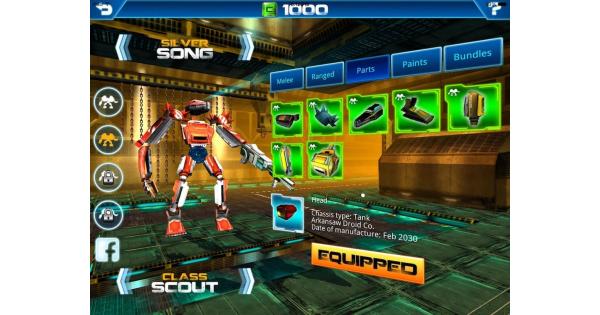 1000
SILVER
SONG
Melee
Ranged
Parts
Paints
Bundles
Head
Chassis type: Tank
Arkansaw Droid Co.
Date of manufacture: Feb 2030
EQUIPPED
f
CLASS
SCOUT